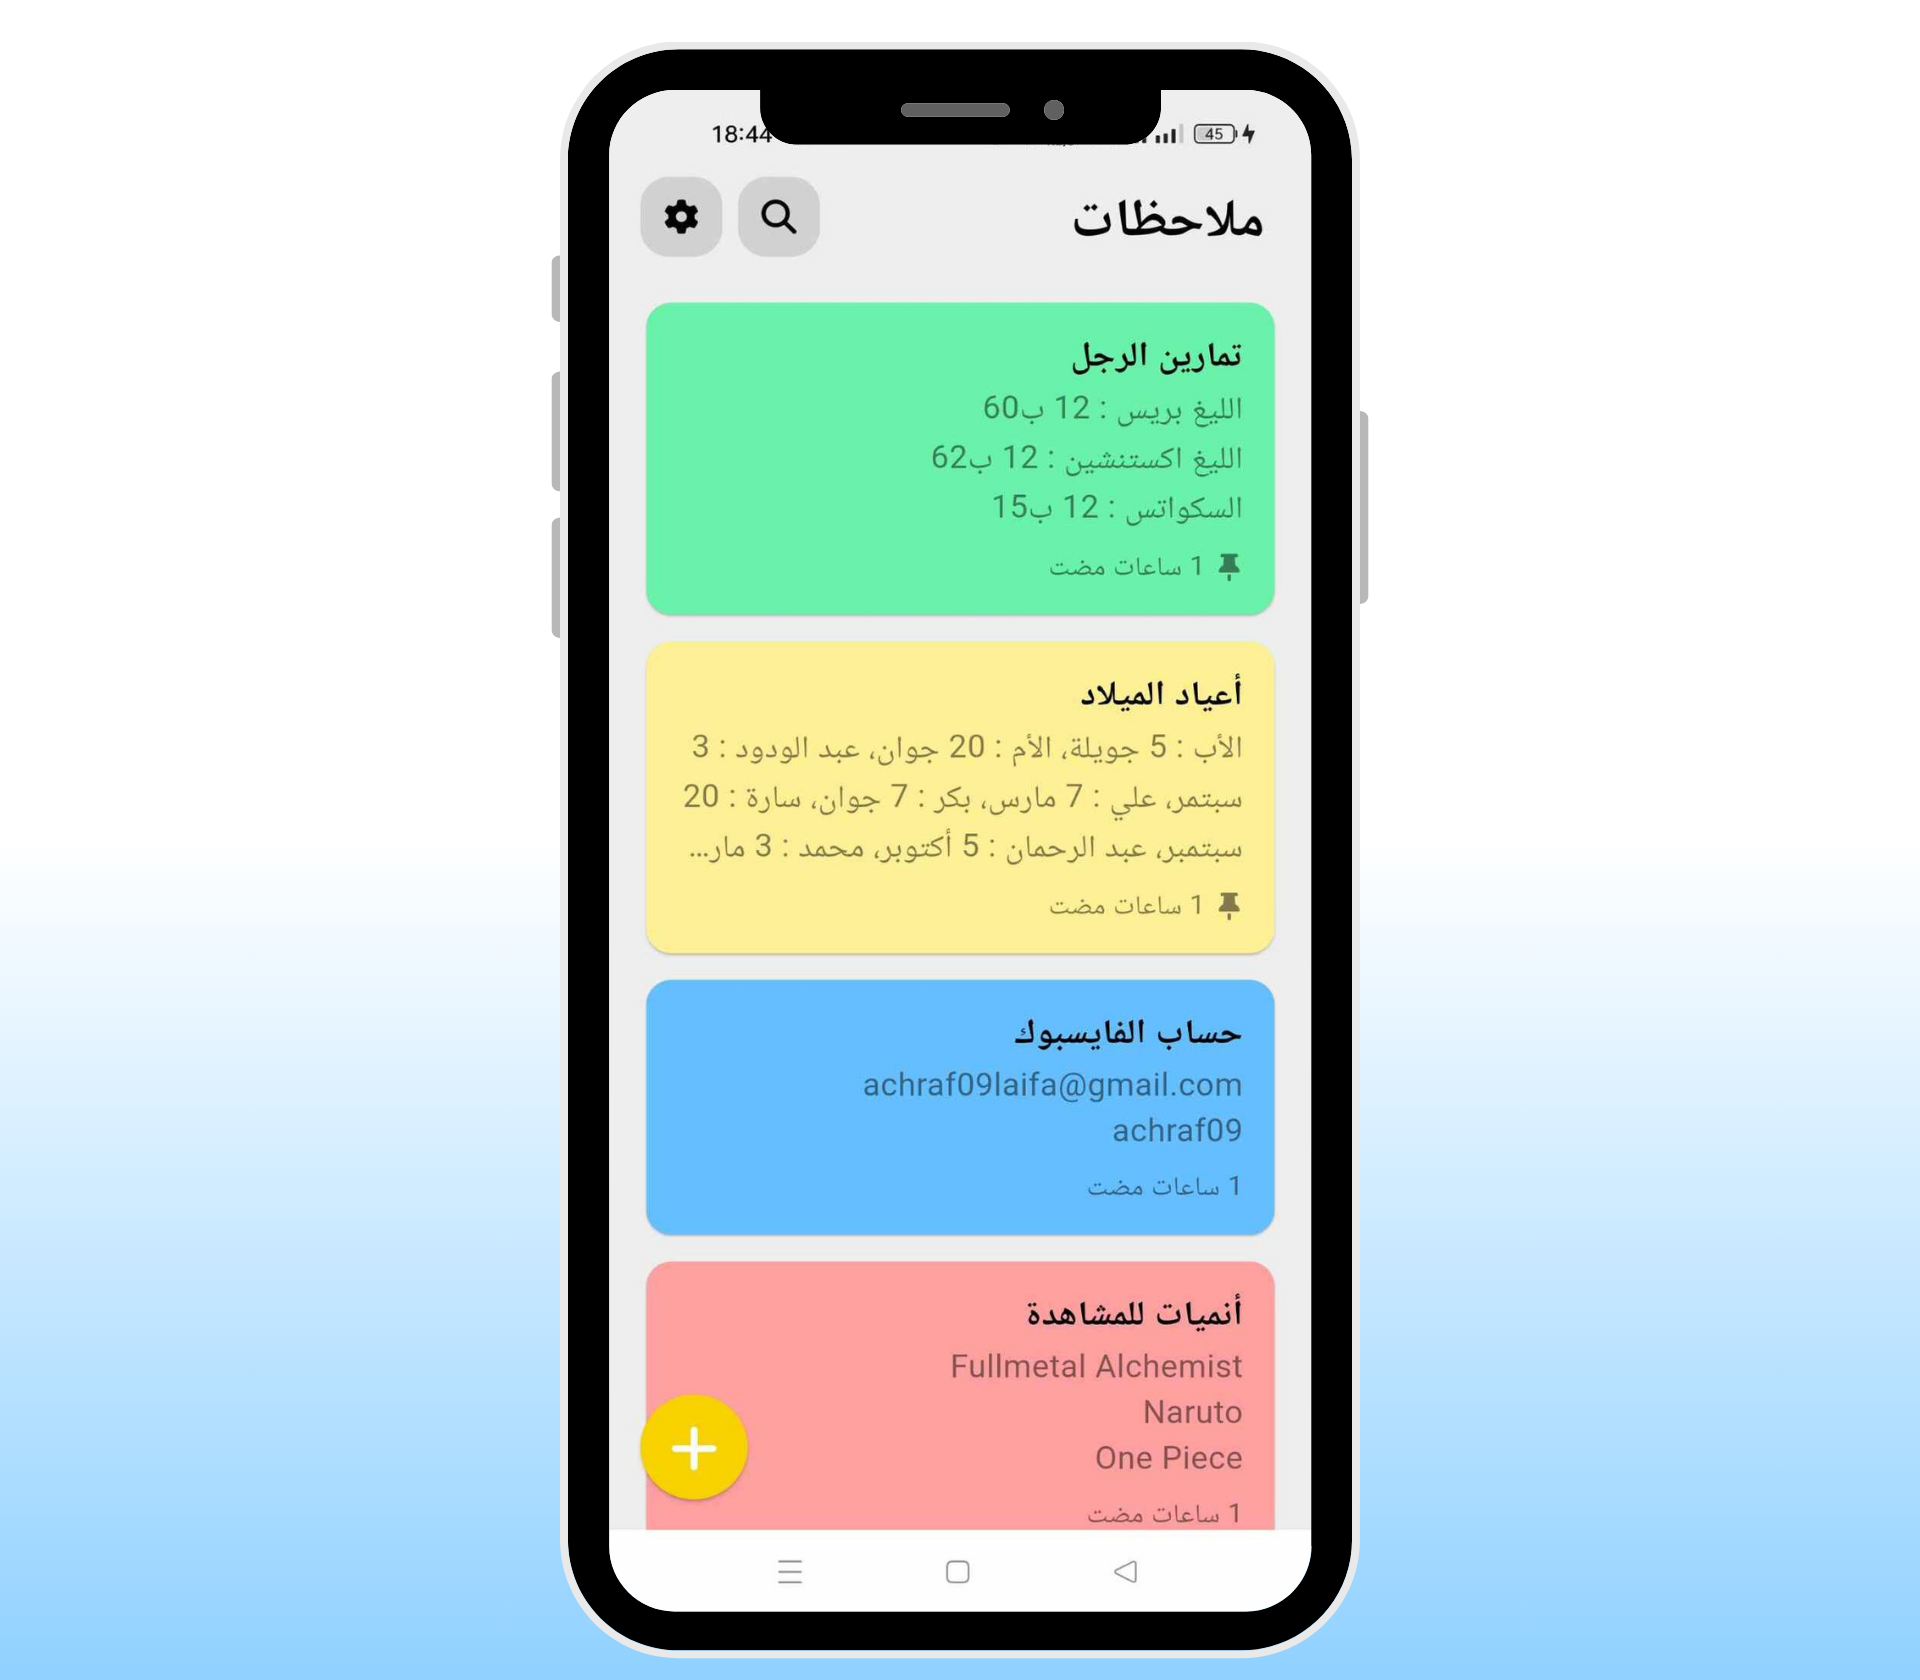 18:44
45
ملاحظات
تمارين الرجل
الليغ بريس : 12 ب60
الليغ اكستنشين : 12 ب62
السكواتس : 12 ب15
1 ساعات مضت
أعياد الميلاد
الأب : 5 جويلة، الأم : 20 جوان، عبد الودود : 3
سبتمر، علي : 7 مارس، بكر : 7 جوان، سارة : 20
سبتمبر، عبد الرحمان : 5 أكتوبر، محمد : 3 مار...
1 ساعات مضت
حساب الفايسبوك
achraf09laifa@gmail.com
achraf09
1 ساعات مضت
أنميات للمشاهدة
Fullmetal Alchemist
Naruto
One Piece
1 ساعات مضت